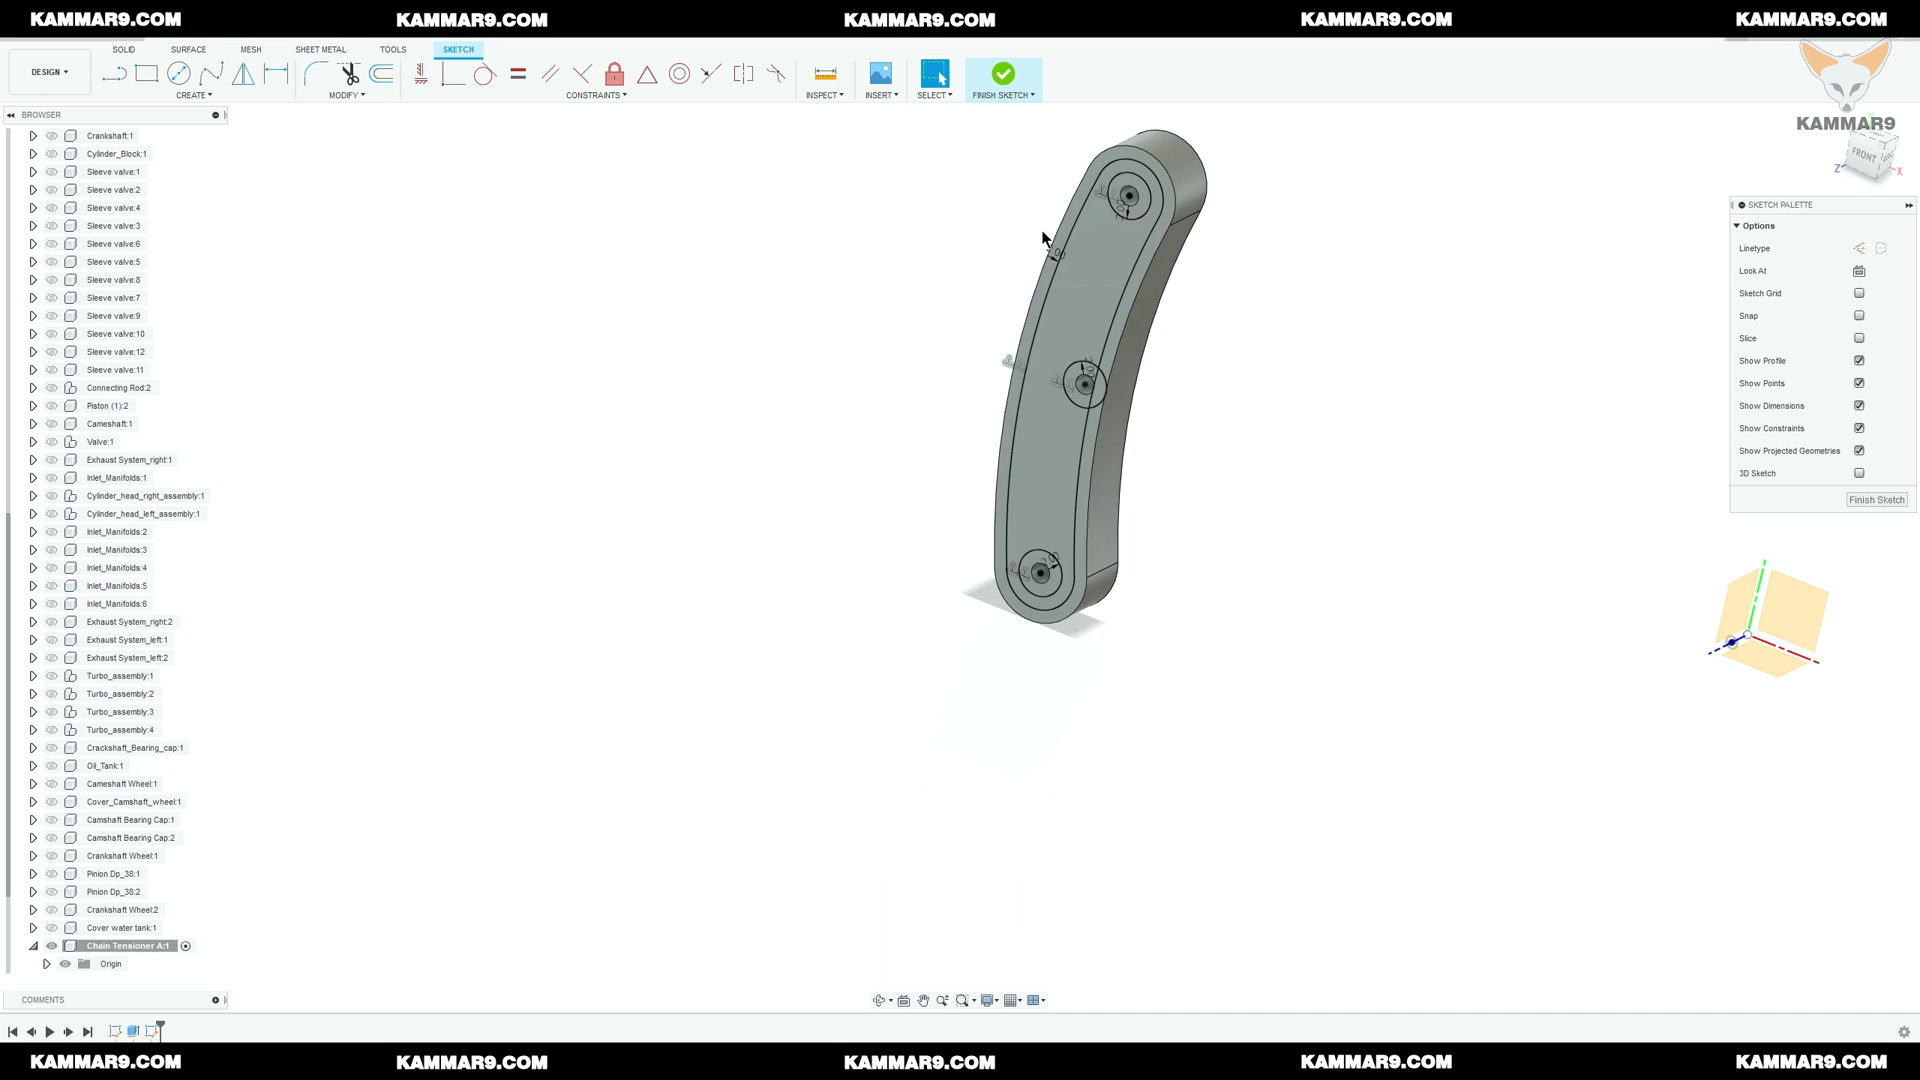 KAMMAR9.COM KAMMAR9.COM KAMMAR9.COM KAMMAR9.COM KAMMAR9.COM
SOLID SURFACE MESH SHEET METAL TOOLS SKETCH
DESIGN
CREATE MODIFY CONSTRAINTS INSPECT INSERT SELECT FINISH SKETCH
KAMMAR9
BROWSER
FRONT
Z X
Crankshaft:1
Cylinder_Block:1
Sleeve valve:1
Sleeve valve:2
Sleeve valve:4
Sleeve valve:3
Sleeve valve:6
Sleeve valve:5
Sleeve valve:8
Sleeve valve:7
Sleeve valve:9
Sleeve valve:10
Sleeve valve:12
Sleeve valve:11
Connecting Rod:2
Piston (1):2
Cameshaft:1
Valve:1
Exhaust System_right:1
Inlet_Manifolds:1
Cylinder_head_right_assembly:1
Cylinder_head_left_assembly:1
Inlet_Manifolds:2
Inlet_Manifolds:3
Inlet_Manifolds:4
Inlet_Manifolds:5
Inlet_Manifolds:6
Exhaust System_right:2
Exhaust System_left:1
Exhaust System_left:2
Turbo_assembly:1
Turbo_assembly:2
Turbo_assembly:3
Turbo_assembly:4
Crackshaft_Bearing_cap:1
Oil_Tank:1
Cameshaft Wheel:1
Cover_Camshaft_wheel:1
Camshaft Bearing Cap:1
Camshaft Bearing Cap:2
Crankshaft Wheel:1
Pinion Dp_38:1
Pinion Dp_38:2
Crankshaft Wheel:2
Cover water tank:1
Chain Tensioner A:1
Origin
SKETCH PALETTE
Options
Linetype
Look At
Sketch Grid
Snap
Slice
Show Profile
Show Points
Show Dimensions
Show Constraints
Show Projected Geometries
3D Sketch
Finish Sketch
COMMENTS
KAMMAR9.COM KAMMAR9.COM KAMMAR9.COM KAMMAR9.COM KAMMAR9.COM